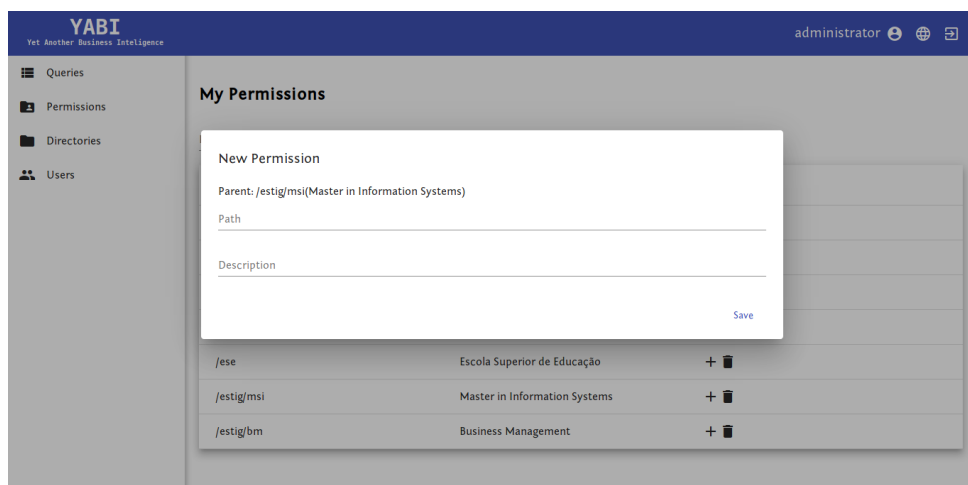 YABI
Yet Another Business Inteligence
administrator
Queries
Permissions
Directories
Users
My Permissions
New Permission
Parent: /estig/msi(Master in Information Systems)
Path
Description
Save
/ese Escola Superior de Educação
/estig/msi Master in Information Systems
/estig/bm Business Management